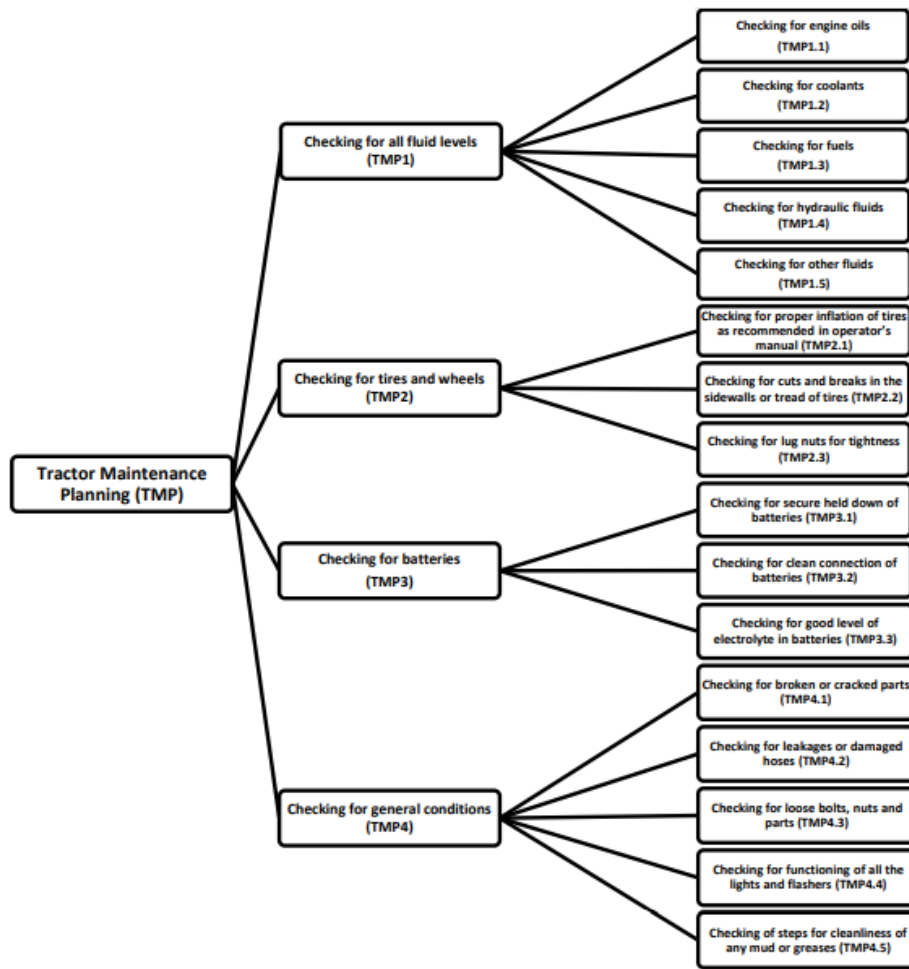 Checking for engine oils
(TMP1.1)
Checking for coolants
(TMP1.2)
Checking for all fluid levels
(TMP1)
Checking for fuels
(TMP1.3)
Checking for hydraulic fluids
(TMP1.4)
Checking for other fluids
(TMP1.5)
Checking for proper inflation of tires
as recommended in operator's
manual (TMP2.1)
Checking for tires and wheels
(TMP2)
Checking for cuts and breaks in the
sidewalls or tread of tires (TMP2.2)
Checking for lug nuts for tightness
(TMP2.3)
Tractor Maintenance
Planning (TMP)
Checking for secure held down of
batteries (TMP3.1)
Checking for batteries
(TMP3)
Checking for clean connection of
batteries (TMP3.2)
Checking for good level of
electrolyte in batteries (TMP3.3)
Checking for broken or cracked parts
(TMP4.1)
Checking for leakages or damaged
hoses (TMP4.2)
Checking for general conditions
(TMP4)
Checking for loose bolts, nuts and
parts (TMP4.3)
Checking for functioning of all the
lights and flashers (TMP4.4)
Checking of steps for cleanliness of
any mud or greases (TMP4.5)